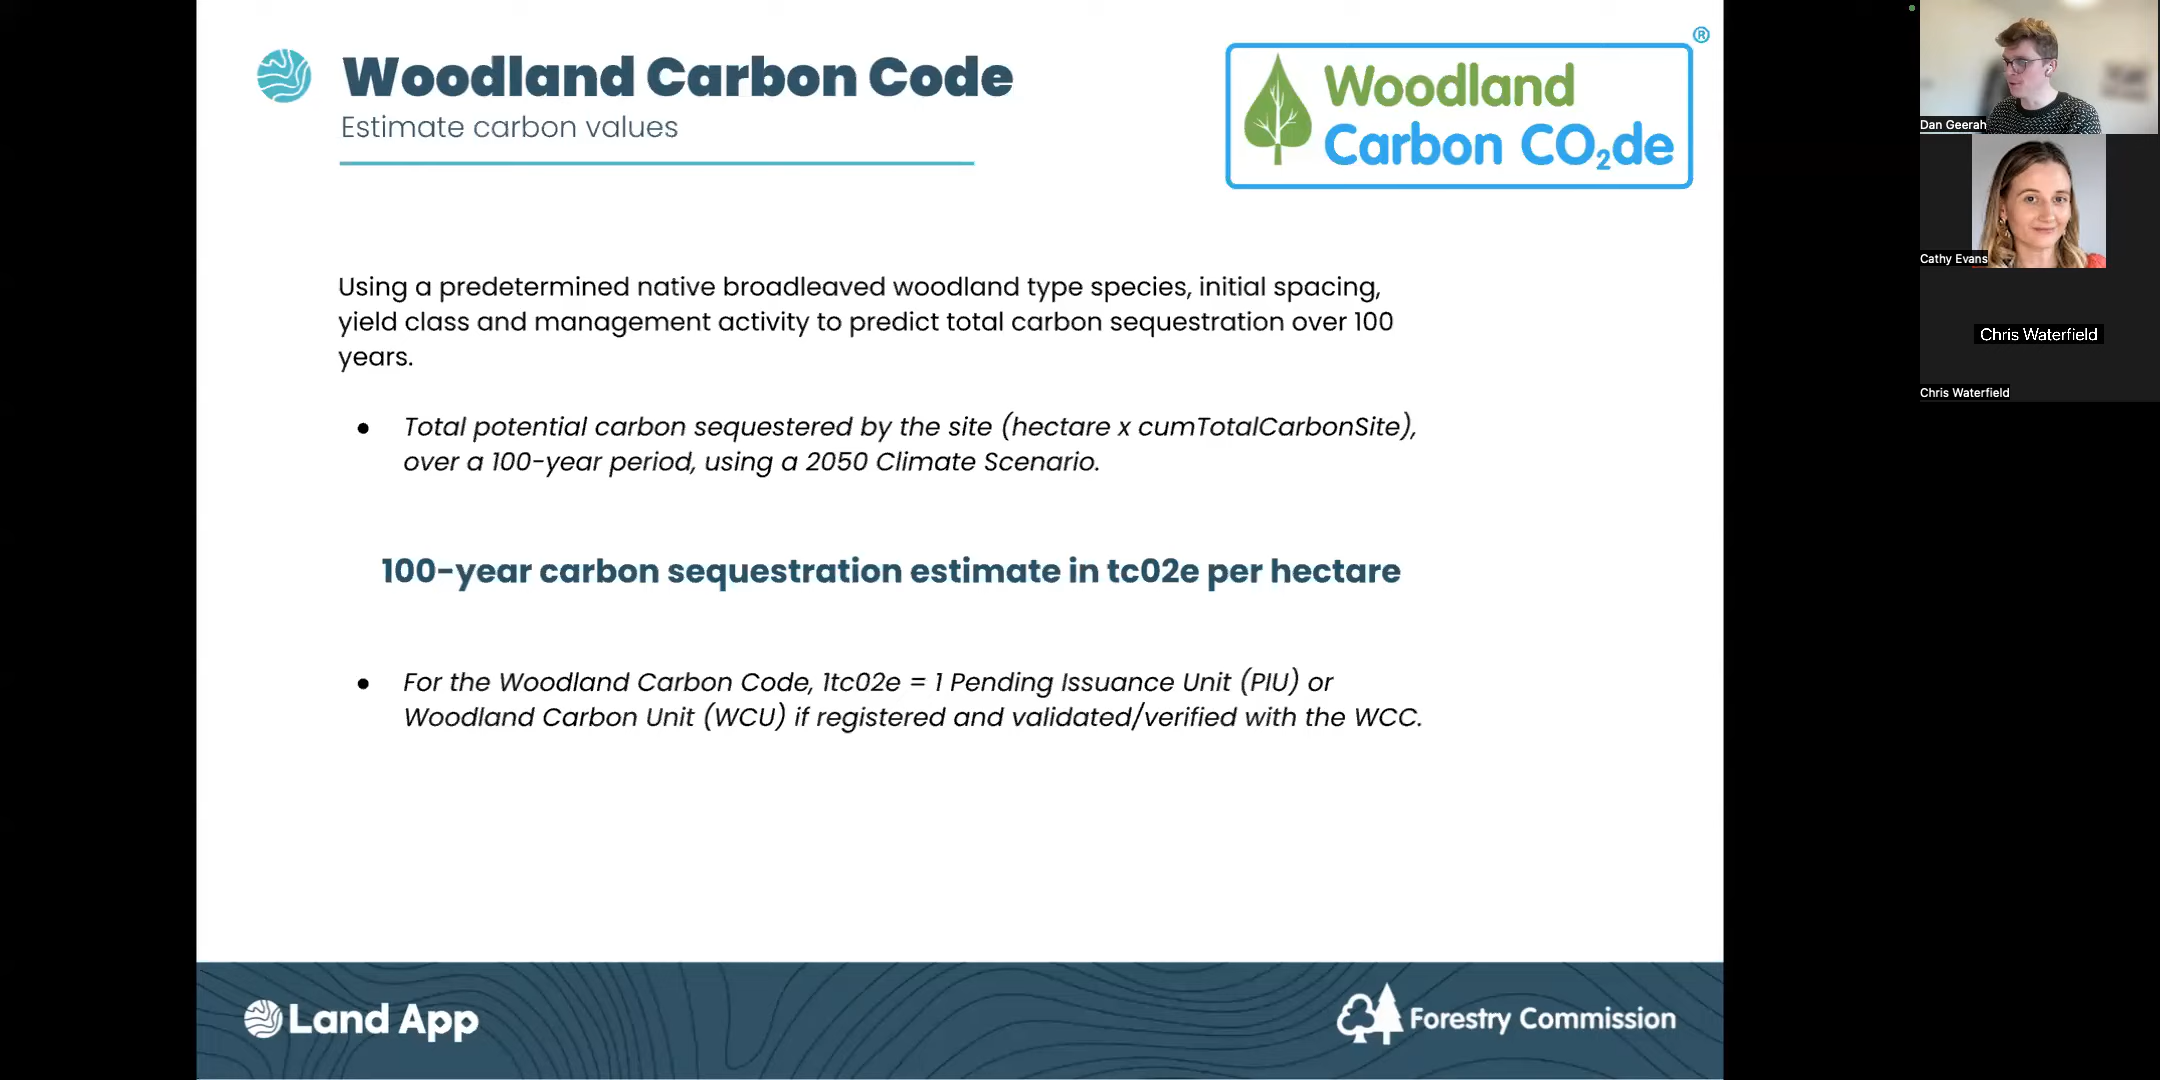 Woodland Carbon Code
Estimate carbon values
®
Woodland
Carbon CO₂de
Using a predetermined native broadleaved woodland type species, initial spacing,
yield class and management activity to predict total carbon sequestration over 100
years.
● Total potential carbon sequestered by the site (hectare x cumTotalCarbonSite),
over a 100-year period, using a 2050 Climate Scenario.
100-year carbon sequestration estimate in tc02e per hectare
● For the Woodland Carbon Code, 1tc02e = 1 Pending Issuance Unit (PIU) or
Woodland Carbon Unit (WCU) if registered and validated/verified with the WCC.
Land App
Forestry Commission
Dan Geerah
Cathy Evans
Chris Waterfield
Chris Waterfield